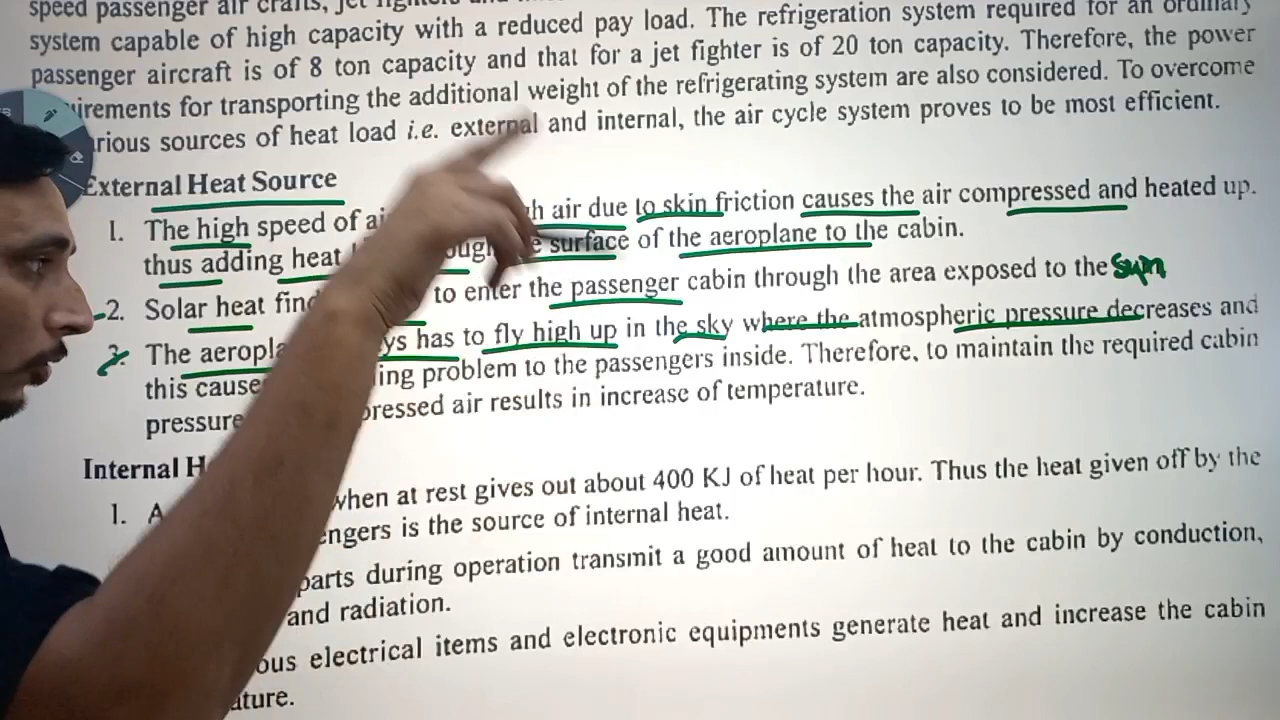 speed passenger air crafts, jet
system capable of high capacity with a reduced pay load. The refrigeration system required for an ordinary
passenger aircraft is of 8 ton capacity and that for a jet fighter is of 20 ton capacity. Therefore, the power
irements for transporting the additional weight of the refrigerating system are also considered. To overcome
rious sources of heat load i.e. external and internal, the air cycle system proves to be most efficient.
External Heat Source
1. The high speed of ai h air due to skin friction causes the air compressed and heated up.
thus adding heat oug e surface of the aeroplane to the cabin.
2. Solar heat find to enter the passenger cabin through the area exposed to the Sun
3. The aeropla ys has to fly high up in the sky where the atmospheric pressure decreases and
this cause ing problem to the passengers inside. Therefore, to maintain the required cabin
pressure pressed air results in increase of temperature.
Internal H
1. A when at rest gives out about 400 KJ of heat per hour. Thus the heat given off by the
engers is the source of internal heat.
parts during operation transmit a good amount of heat to the cabin by conduction,
and radiation.
ous electrical items and electronic equipments generate heat and increase the cabin
ature.